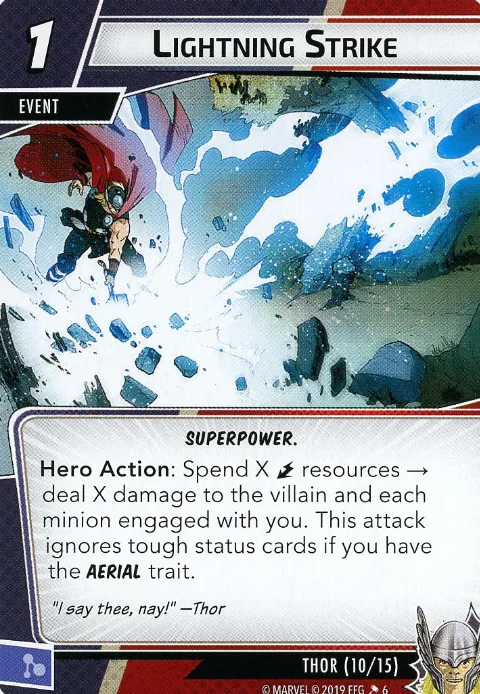 1
LIGHTNING STRIKE
EVENT
SUPERPOWER.
Hero Action: Spend X resources →
deal X damage to the villain and each
minion engaged with you. This attack
ignores tough status cards if you have
the AERIAL trait.
"I say thee, nay!" —Thor
THOR (10/15)
© MARVEL © 2019 FFG 6